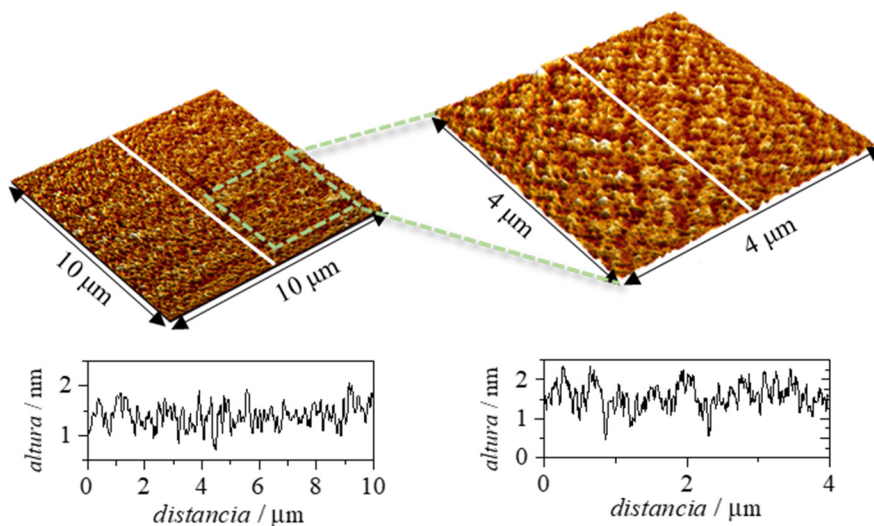 10 μm
10 μm
4 μm
4 μm
altura / nm
2
1
0 2 4 6 8 10
distancia / μm
altura / nm
2
1
0
0 2 4
distancia / μm